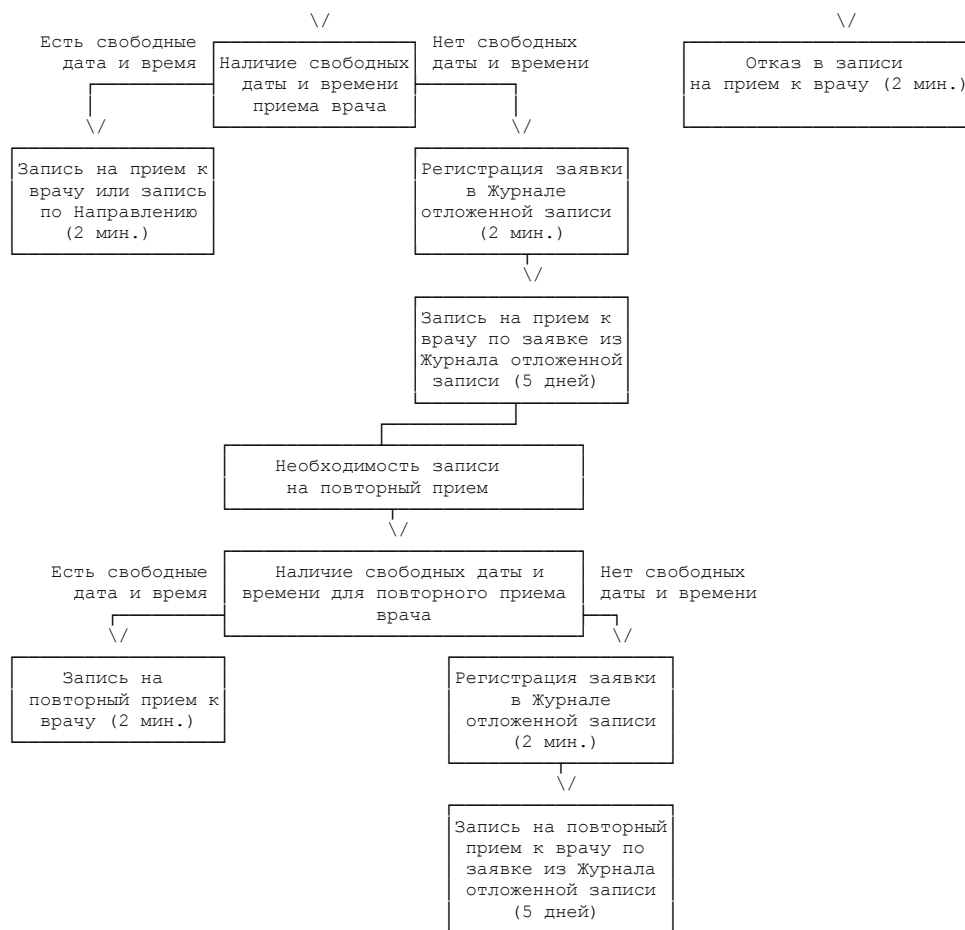 \/
\/
Есть свободные
дата и время
Наличие свободных
даты и времени
приема врача
Нет свободных
даты и времени
Отказ в записи
на прием к врачу (2 мин.)
\/
\/
Запись на прием к
врачу или запись
по Направлению
(2 мин.)
Регистрация заявки
в Журнале
отложенной записи
(2 мин.)
\/
Запись на прием к
врачу по заявке из
Журнала отложенной
записи (5 дней)
Необходимость записи
на повторный прием
\/
Есть свободные
дата и время
Наличие свободных даты и
времени для повторного приема
врача
Нет свободных
даты и времени
\/
\/
Запись на
повторный прием к
врачу (2 мин.)
Регистрация заявки
в Журнале
отложенной записи
(2 мин.)
\/
Запись на повторный
прием к врачу по
заявке из Журнала
отложенной записи
(5 дней)